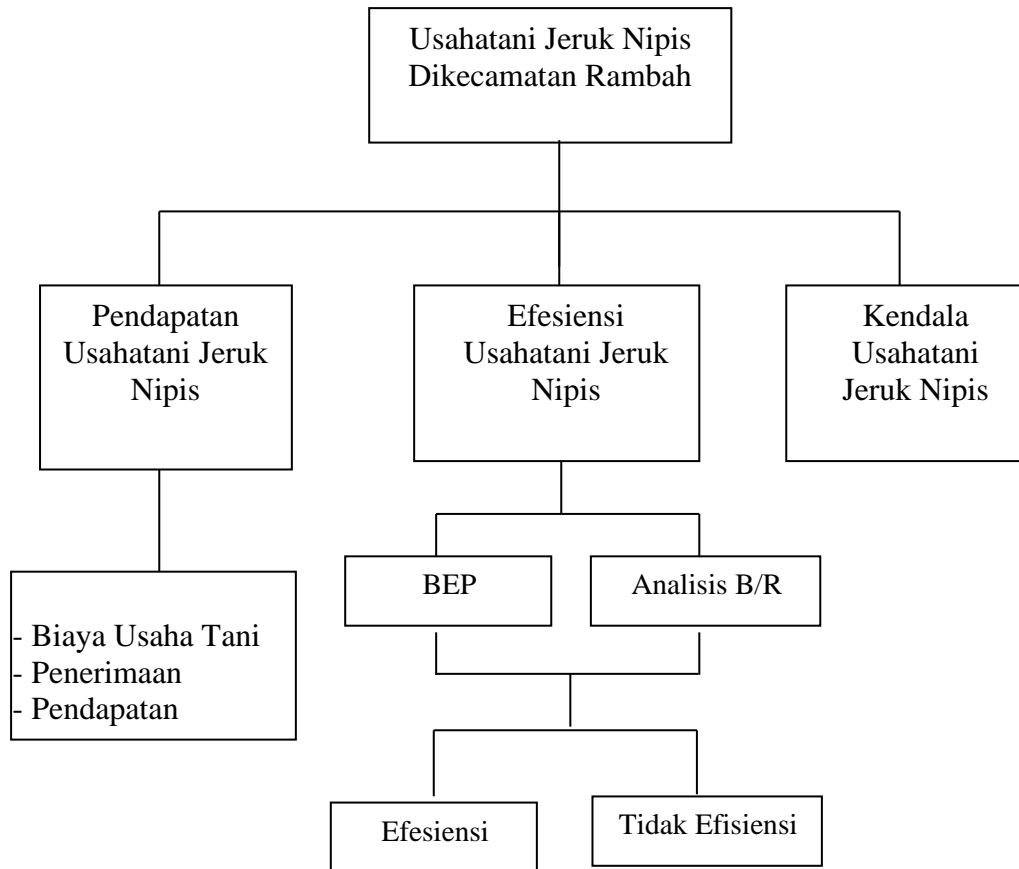 Usahatani Jeruk Nipis
Dikecamatan Rambah
Pendapatan
Usahatani Jeruk
Nipis
Efesiensi
Usahatani Jeruk
Nipis
Kendala
Usahatani
Jeruk Nipis
- Biaya Usaha Tani
- Penerimaan
- Pendapatan
BEP
Analisis B/R
Efesiensi
Tidak Efisiensi